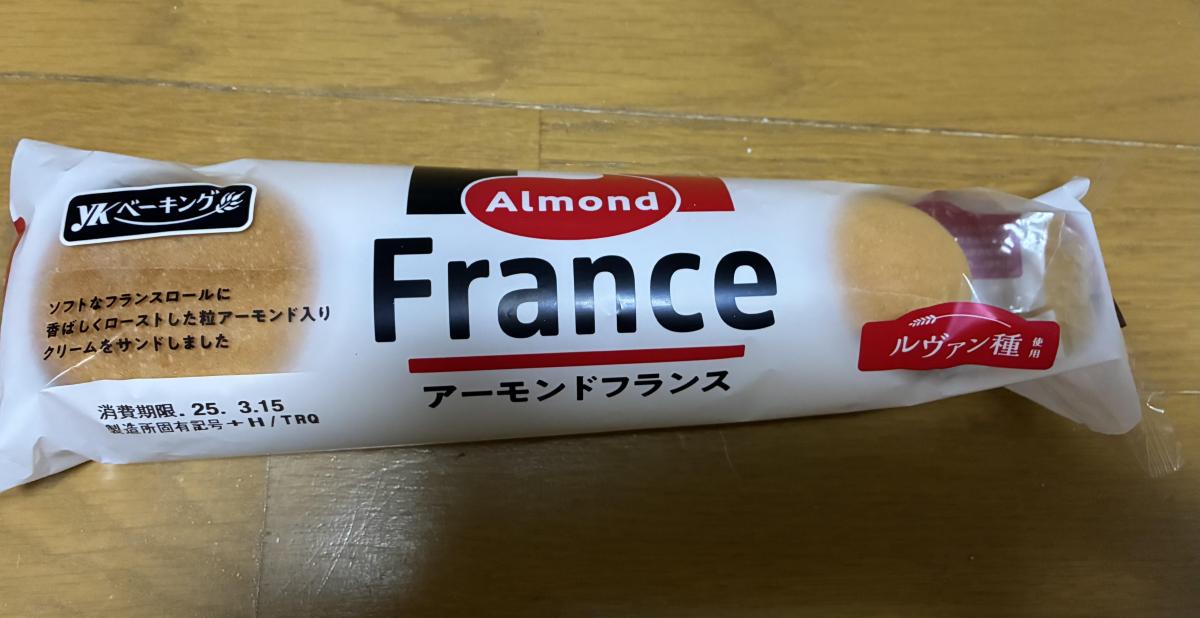 YKベーキング
ソフトなフランスロールに
香ばしくローストした粒アーモンド入り
クリームをサンドしました
消費期限. 25. 3.15
製造所固有記号+H/TRQ
Almond
France
アーモンドフランス
ルヴァン種 使用